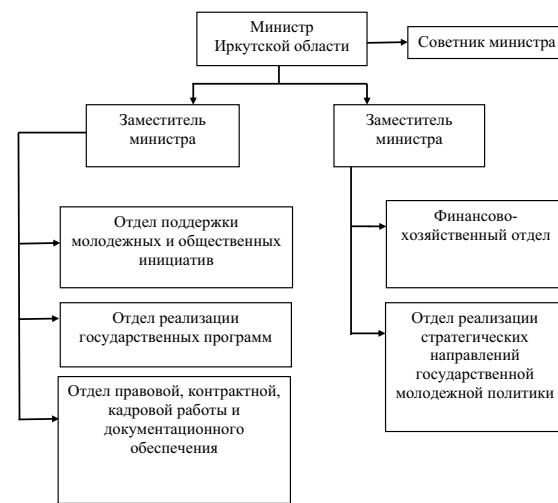 Министр
Иркутской области
Советник министра
Заместитель
министра
Заместитель
министра
Отдел поддержки
молодежных и общественных
инициатив
Финансово-
хозяйственный отдел
Отдел реализации
государственных программ
Отдел реализации
стратегических
направлений
государственной
молодежной политики
Отдел правовой, контрактной,
кадровой работы и
документационного
обеспечения